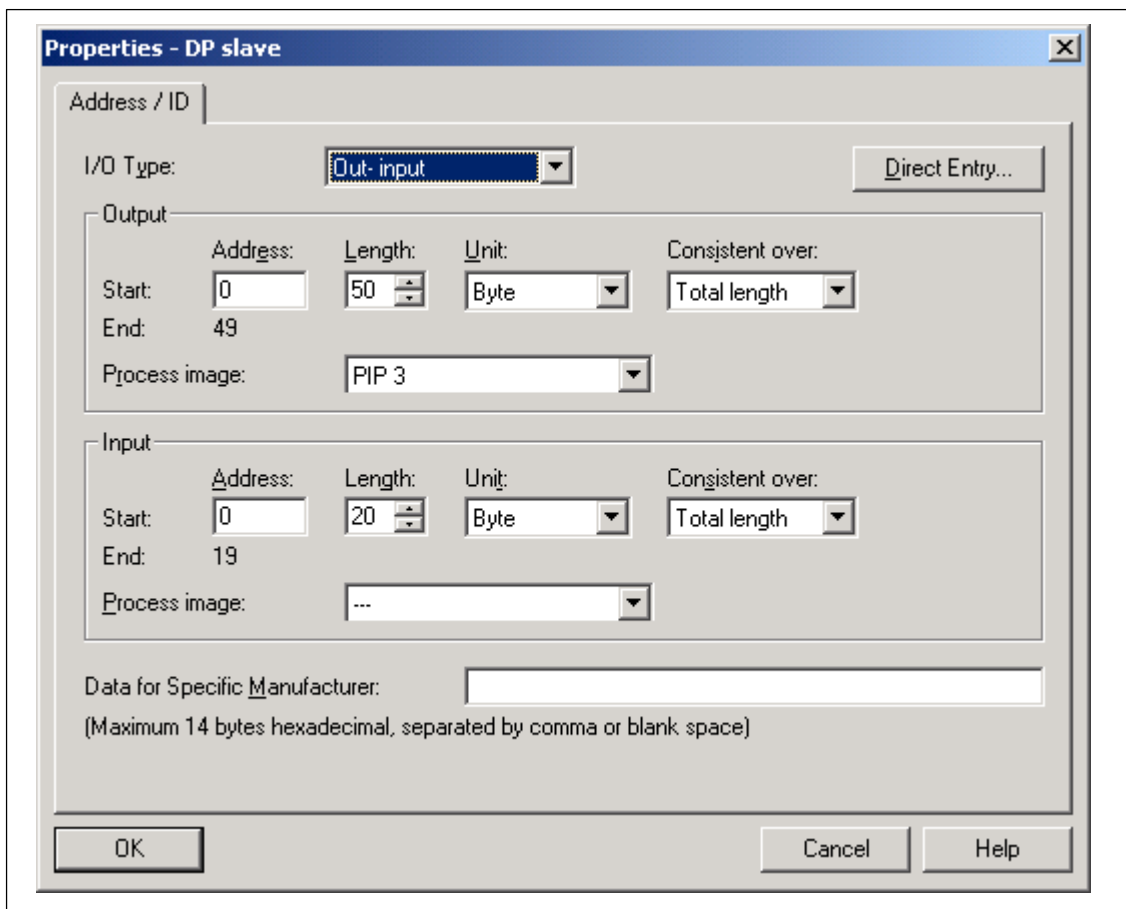 Properties - DP slave
Address / ID
I/O Type: Out- input Direct Entry...
Output
Address: Length: Unit: Consistent over:
Start: 0 50 Byte Total length
End: 49
Process image: PIP 3
Input
Address: Length: Unit: Consistent over:
Start: 0 20 Byte Total length
End: 19
Process image: ---
Data for Specific Manufacturer:
(Maximum 14 bytes hexadecimal, separated by comma or blank space)
OK Cancel Help